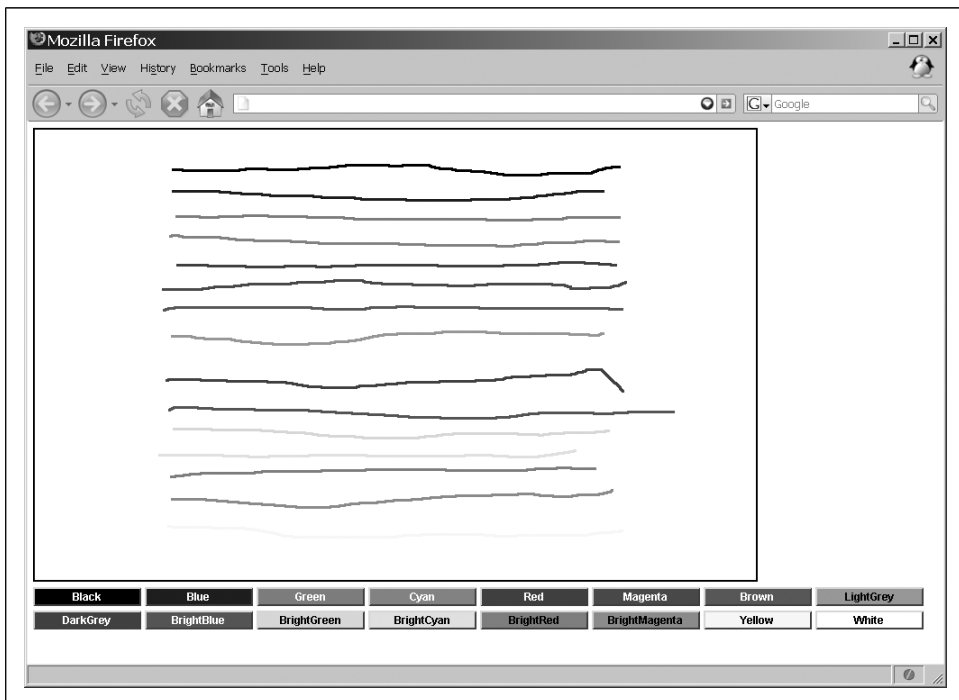 Mozilla Firefox
File Edit View History Bookmarks Tools Help
G Google
Black Blue Green Cyan Red Magenta Brown LightGrey
DarkGrey BrightBlue BrightGreen BrightCyan BrightRed BrightMagenta Yellow White